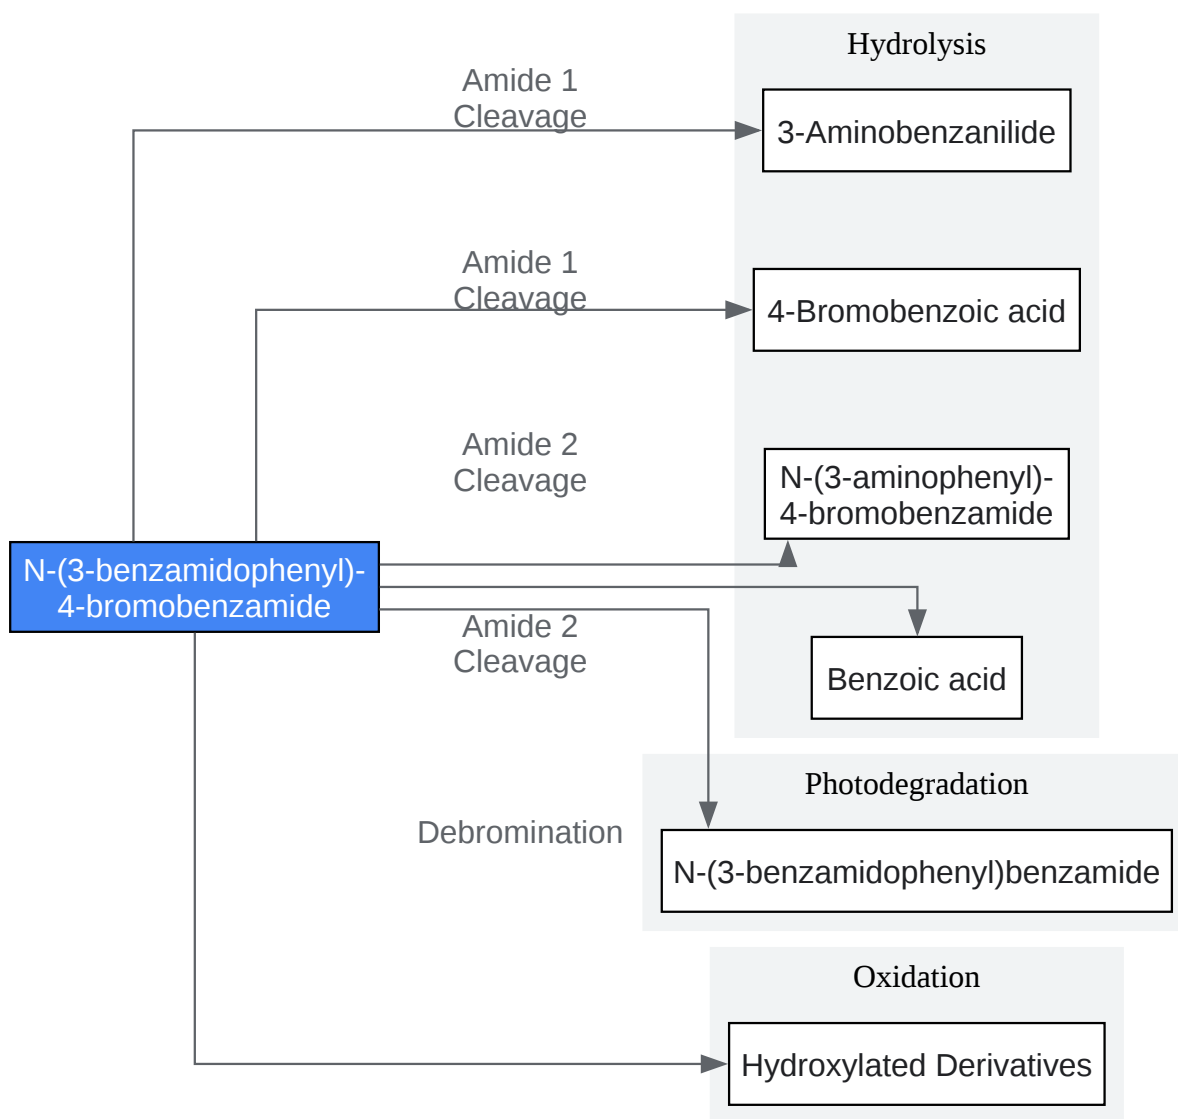 Hydrolysis
Amide 1
Cleavage
3-Aminobenzanilide
Amide 1
Cleavage
4-Bromobenzoic acid
Amide 2
Cleavage
N-(3-aminophenyl)-
4-bromobenzamide
N-(3-benzamidophenyl)-
4-bromobenzamide
Amide 2
Cleavage
Benzoic acid
Photodegradation
Debromination
N-(3-benzamidophenyl)benzamide
Oxidation
Hydroxylated Derivatives